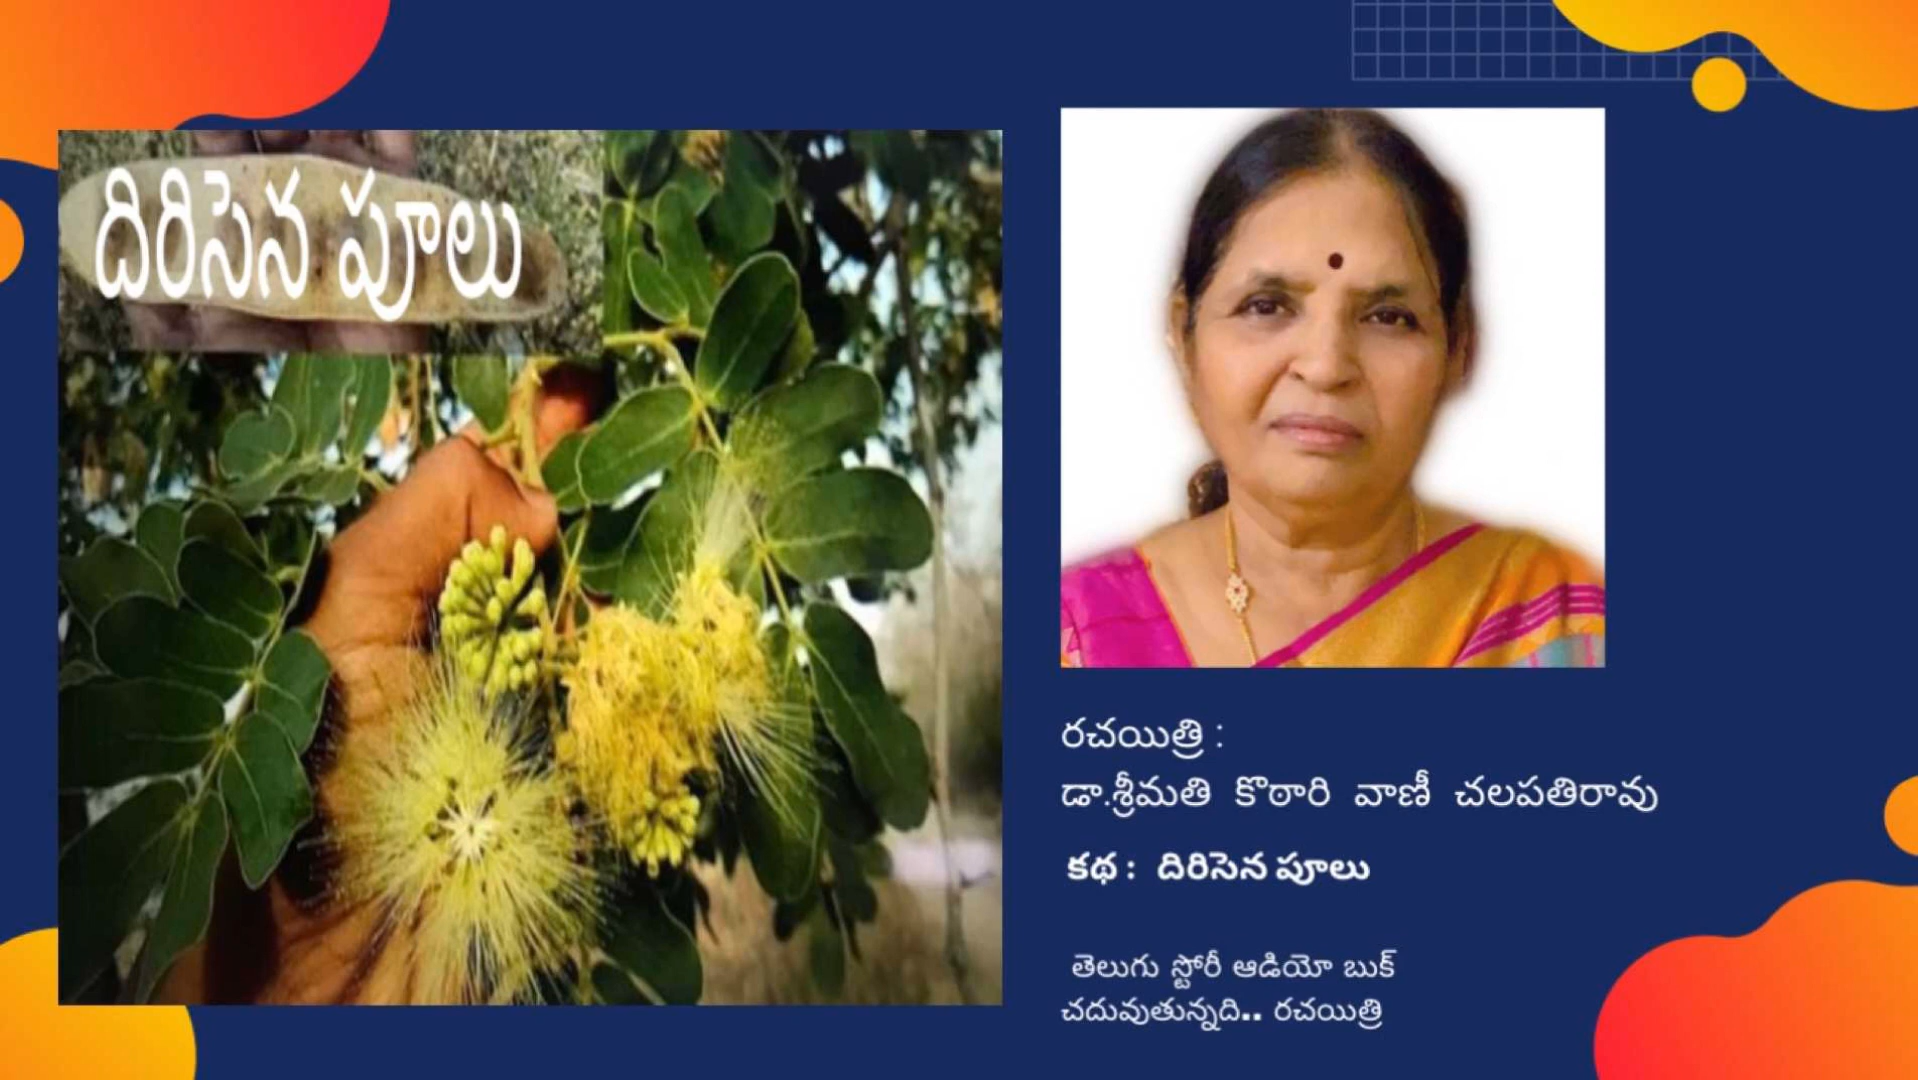 దిరిసెన పూలు
రచయిత్రి :
డా.శ్రీమతి కొఠారి వాణీ చలపతిరావు
కథ : దిరిసెన పూలు
తెలుగు స్టోరీ ఆడియో బుక్
చదువుతున్నది.. రచయిత్రి